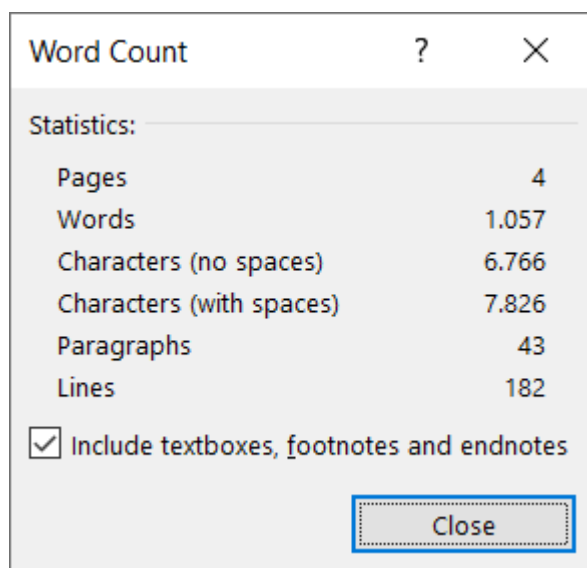 Word Count ?
Statistics:
Pages 4
Words 1.057
Characters (no spaces) 6.766
Characters (with spaces) 7.826
Paragraphs 43
Lines 182
Include textboxes, footnotes and endnotes
Close